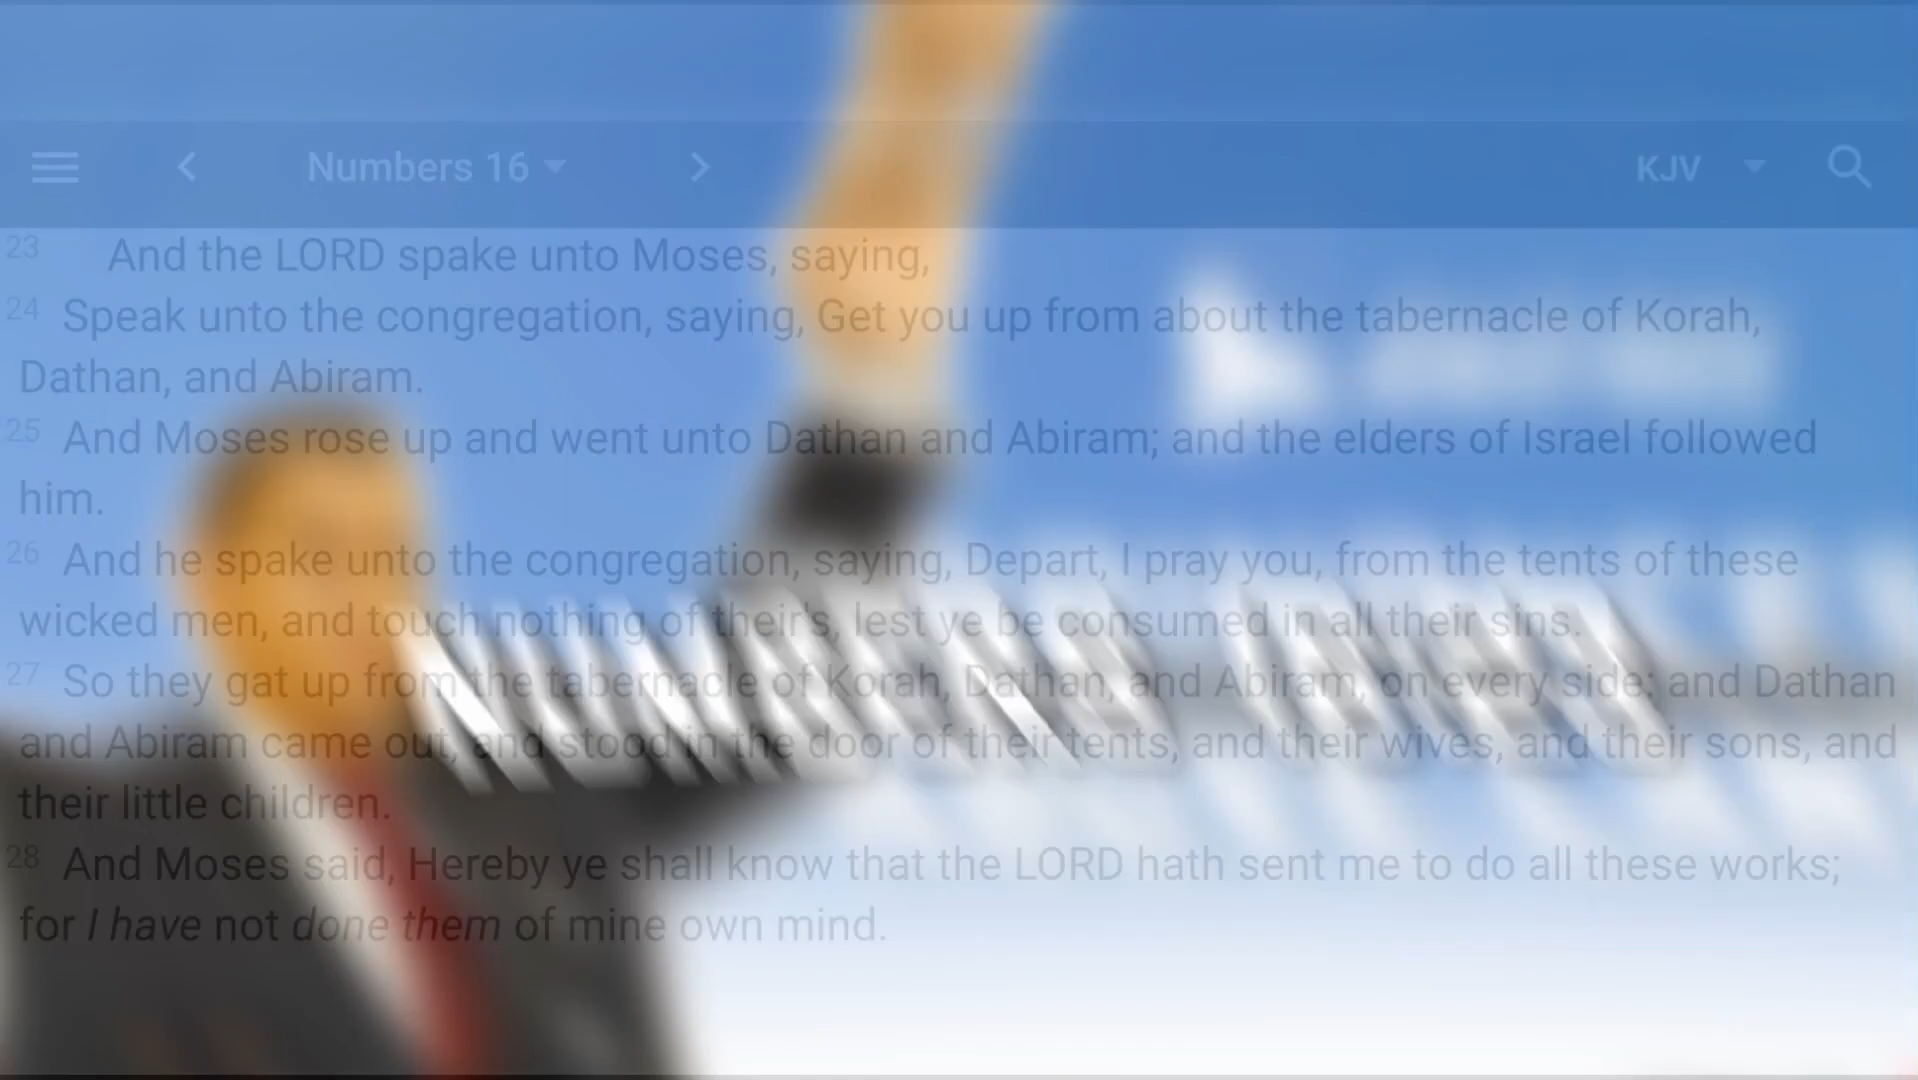 Numbers 16
KJV
23 And the LORD spake unto Moses, saying,
24 Speak unto the congregation, saying, Get you up from about the tabernacle of Korah,
Dathan, and Abiram.
25 And Moses rose up and went unto Dathan and Abiram; and the elders of Israel followed
him.
26 And he spake unto the congregation, saying, Depart, I pray you, from the tents of these
wicked men, and touch nothing of theirs, lest ye be consumed in all their sins.
27 So they gat up from the tabernacle of Korah, Dathan, and Abiram, on every side: and Dathan
and Abiram came out, and stood in the door of their tents, and their wives, and their sons, and
their little children.
28 And Moses said, Hereby ye shall know that the LORD hath sent me to do all these works;
for I have not done them of mine own mind.